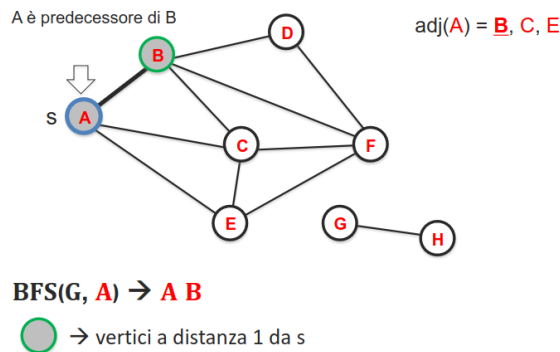 A è predecessore di B
adj(A) = B, C, E
D
B
S
A
C
F
E
G
H
BFS(G, A) → A B
→ vertici a distanza 1 da s